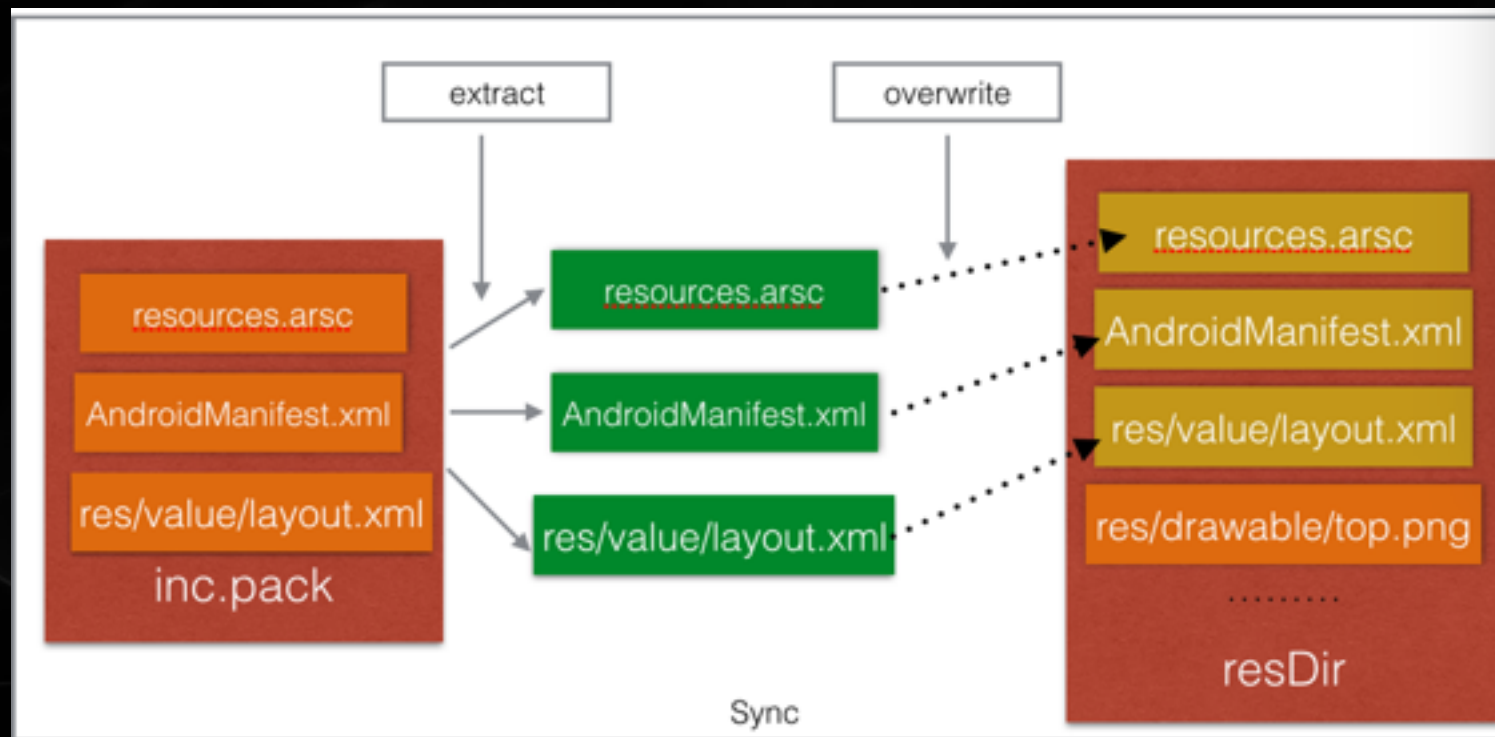 extract
overwrite
resources.arsc
AndroidManifest.xml
res/value/layout.xml
inc.pack
resources.arsc
AndroidManifest.xml
res/value/layout.xml
resources.arsc
AndroidManifest.xml
res/value/layout.xml
res/drawable/top.png
.........
resDir
Sync